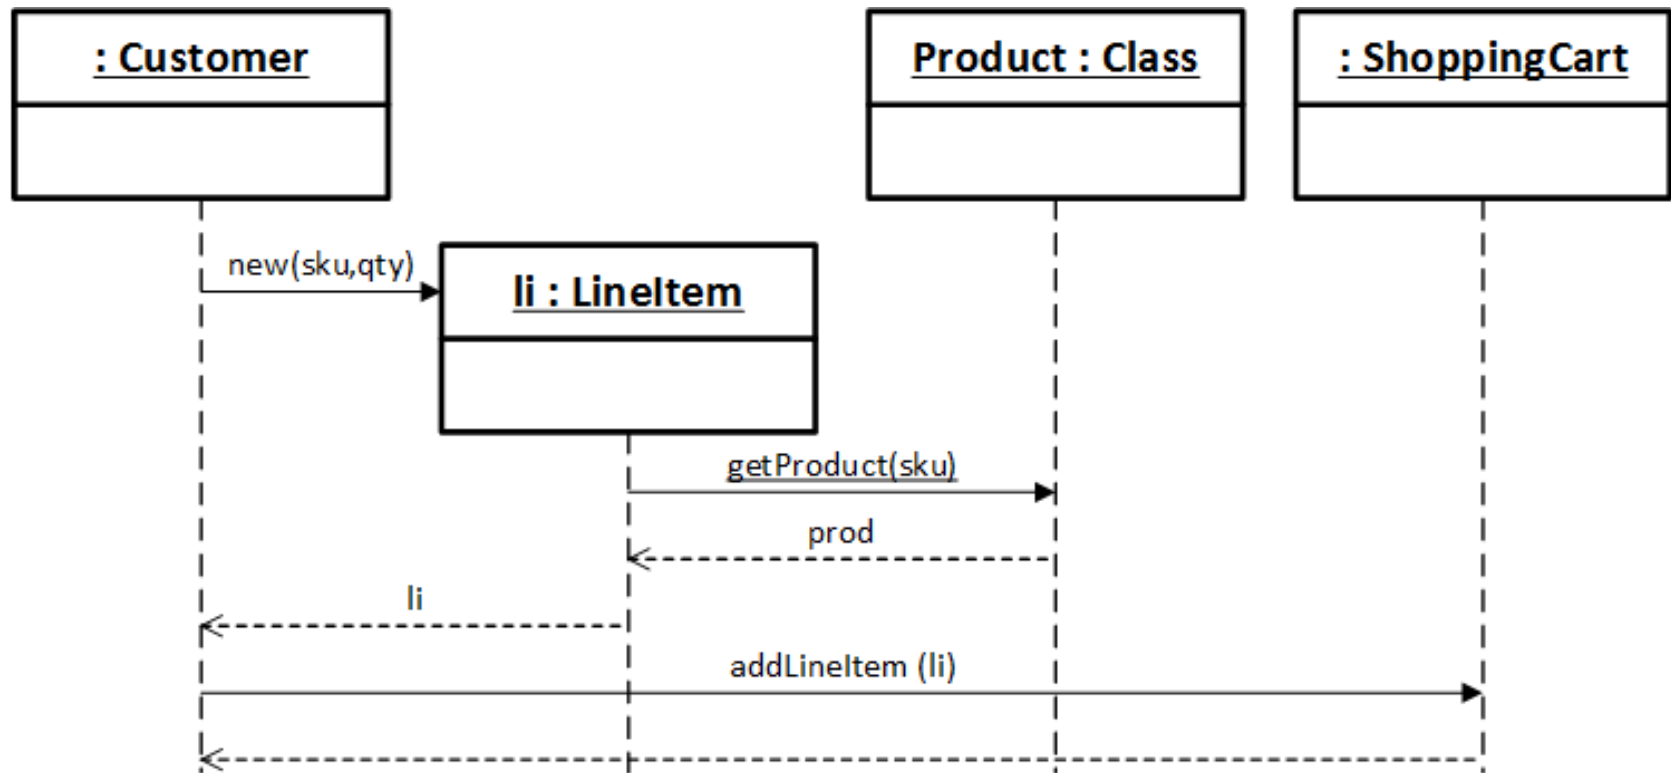 : Customer
Product : Class
: ShoppingCart
new(sku,qty)
li : LineItem
getProduct(sku)
prod
li
addLineItem (li)